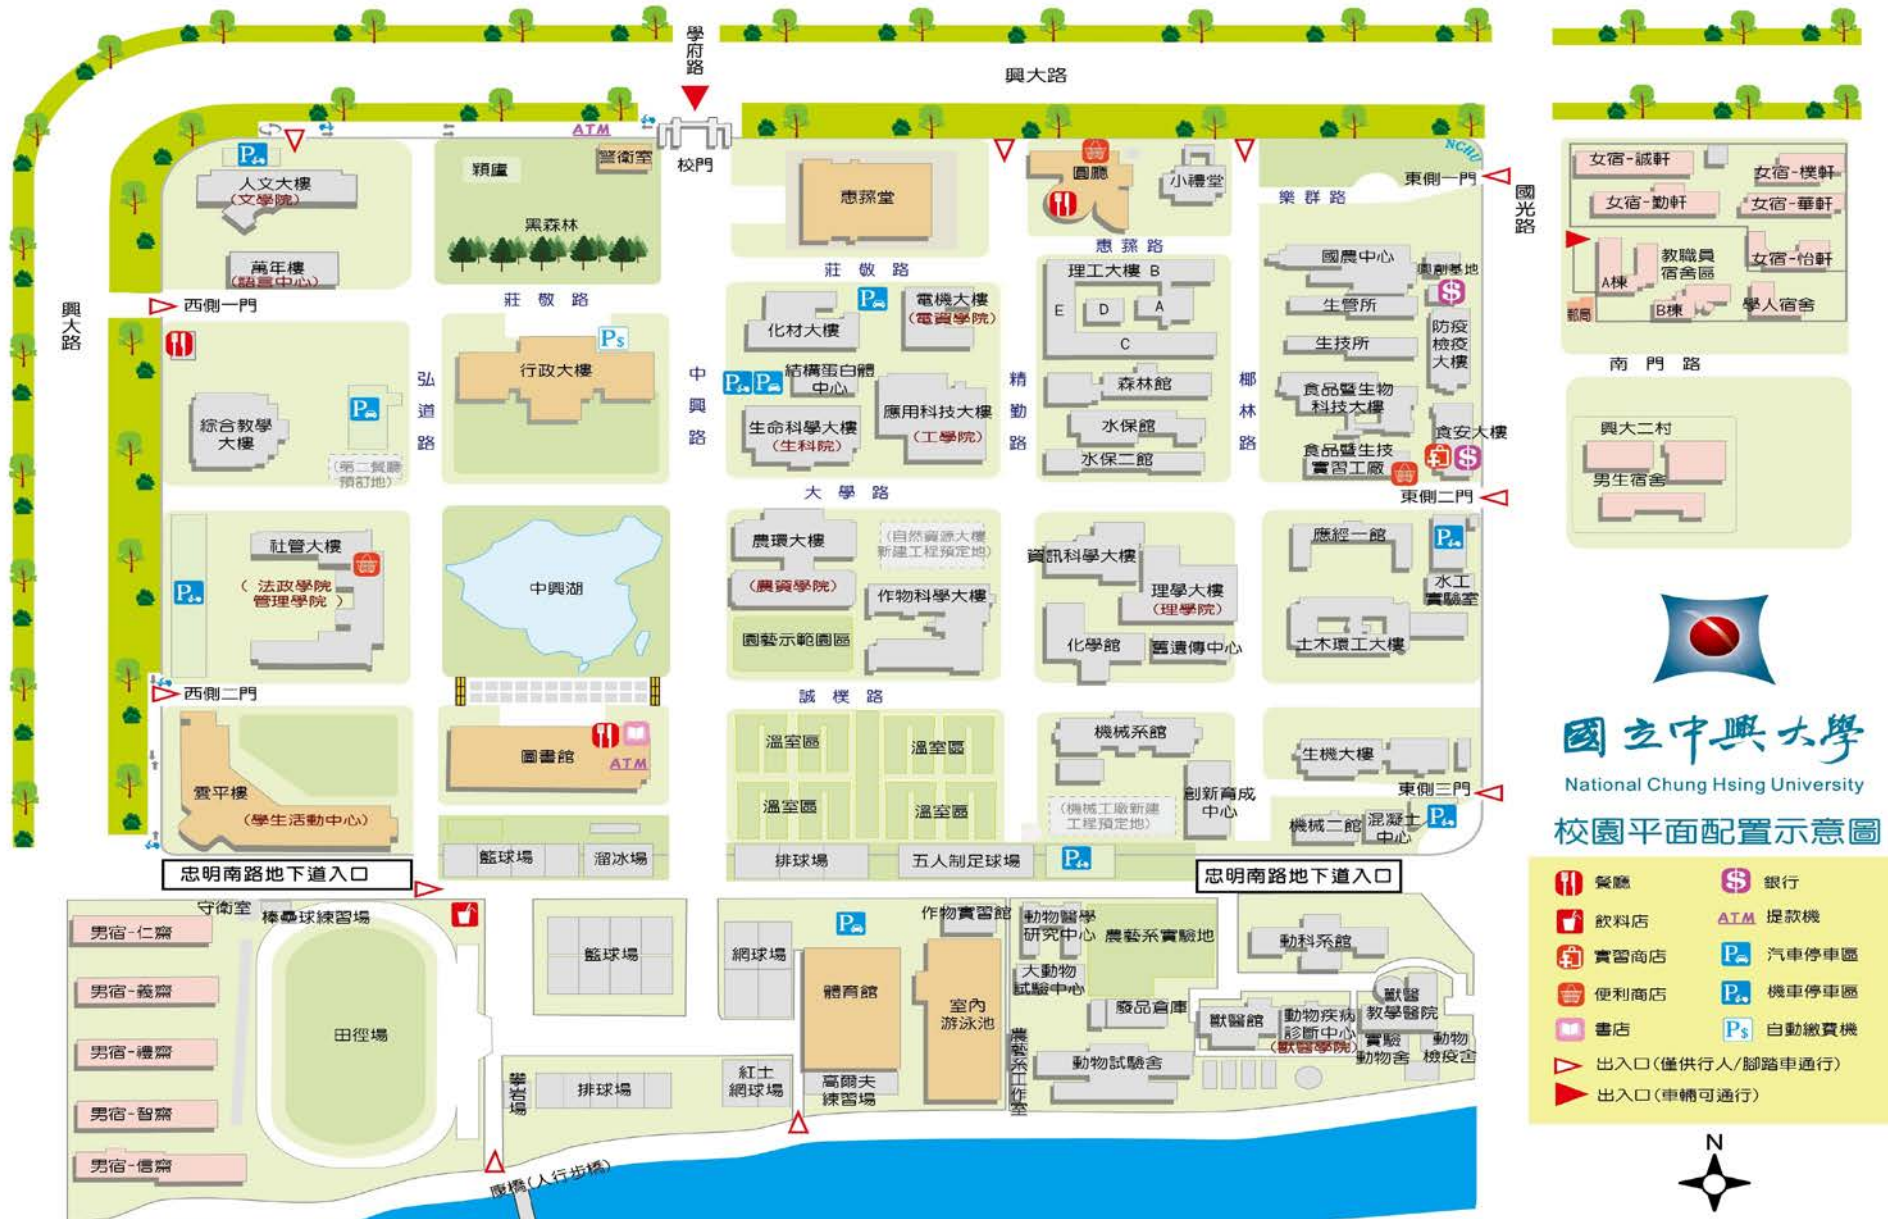 學府路
興大路
ATM
警衛室
校門
穎廬
黑森林
人文大樓
(文學院)
萬年樓
(語言中心)
惠蓀堂
圓廳
小禮堂
NCHU
東側一門
國光路
樂群路
惠蓀路
莊敬路
莊敬路
西側一門
興大路
女宿-誠軒
女宿-樸軒
女宿-勤軒
女宿-華軒
女宿-怡軒
教職員
宿舍區
A棟
B棟
學人宿舍
郵局
南門路
興大二村
男生宿舍
理工大樓 B
E
D
A
C
國農中心
興創基地
生管所
生技所
防疫
檢疫
大樓
電機大樓
(電資學院)
化材大樓
行政大樓
弘道路
中興路
精勤路
椰林路
結構蛋白體
中心
生命科學大樓
(生科院)
應用科技大樓
(工學院)
森林館
水保館
水保二館
食品暨生物
科技大樓
食安大樓
食品暨生技
實習工廠
綜合教學
大樓
(第二餐廳
預訂地)
大學路
東側二門
社管大樓
( 法政學院
管理學院 )
中興湖
農環大樓
(農資學院)
(自然資源大樓
新建工程預定地)
作物科學大樓
園藝示範園區
資訊科學大樓
理學大樓
(理學院)
化學館
舊遺傳中心
應經一館
水工
實驗室
土木環工大樓
西側二門
誠樸路
雲平樓
(學生活動中心)
圖書館
ATM
溫室區
溫室區
溫室區
溫室區
機械系館
(機械工廠新建
工程預定地)
創新育成
中心
生機大樓
東側三門
機械二館
混凝土
中心
籃球場
溜冰場
排球場
五人制足球場
忠明南路地下道入口
忠明南路地下道入口
守衛室
棒壘球練習場
男宿-仁齋
男宿-義齋
男宿-禮齋
男宿-智齋
男宿-信齋
田徑場
籃球場
網球場
體育館
作物實習館
室內
游泳池
攀岩場
排球場
紅土
網球場
高爾夫
練習場
農藝系工作室
動物醫學
研究中心
大動物
試驗中心
農藝系實驗地
廢品倉庫
動物試驗舍
動科系館
獸醫館
動物疾病
診斷中心
(獸醫學院)
獸醫
教學醫院
實驗
動物舍
動物
檢疫舍
康橋(人行步橋)
國立中興大學
National Chung Hsing University
校園平面配置示意圖
餐廳
飲料店
實習商店
便利商店
書店
銀行
ATM 提款機
汽車停車區
機車停車區
自動繳費機
出入口(僅供行人/腳踏車通行)
出入口(車輛可通行)
N